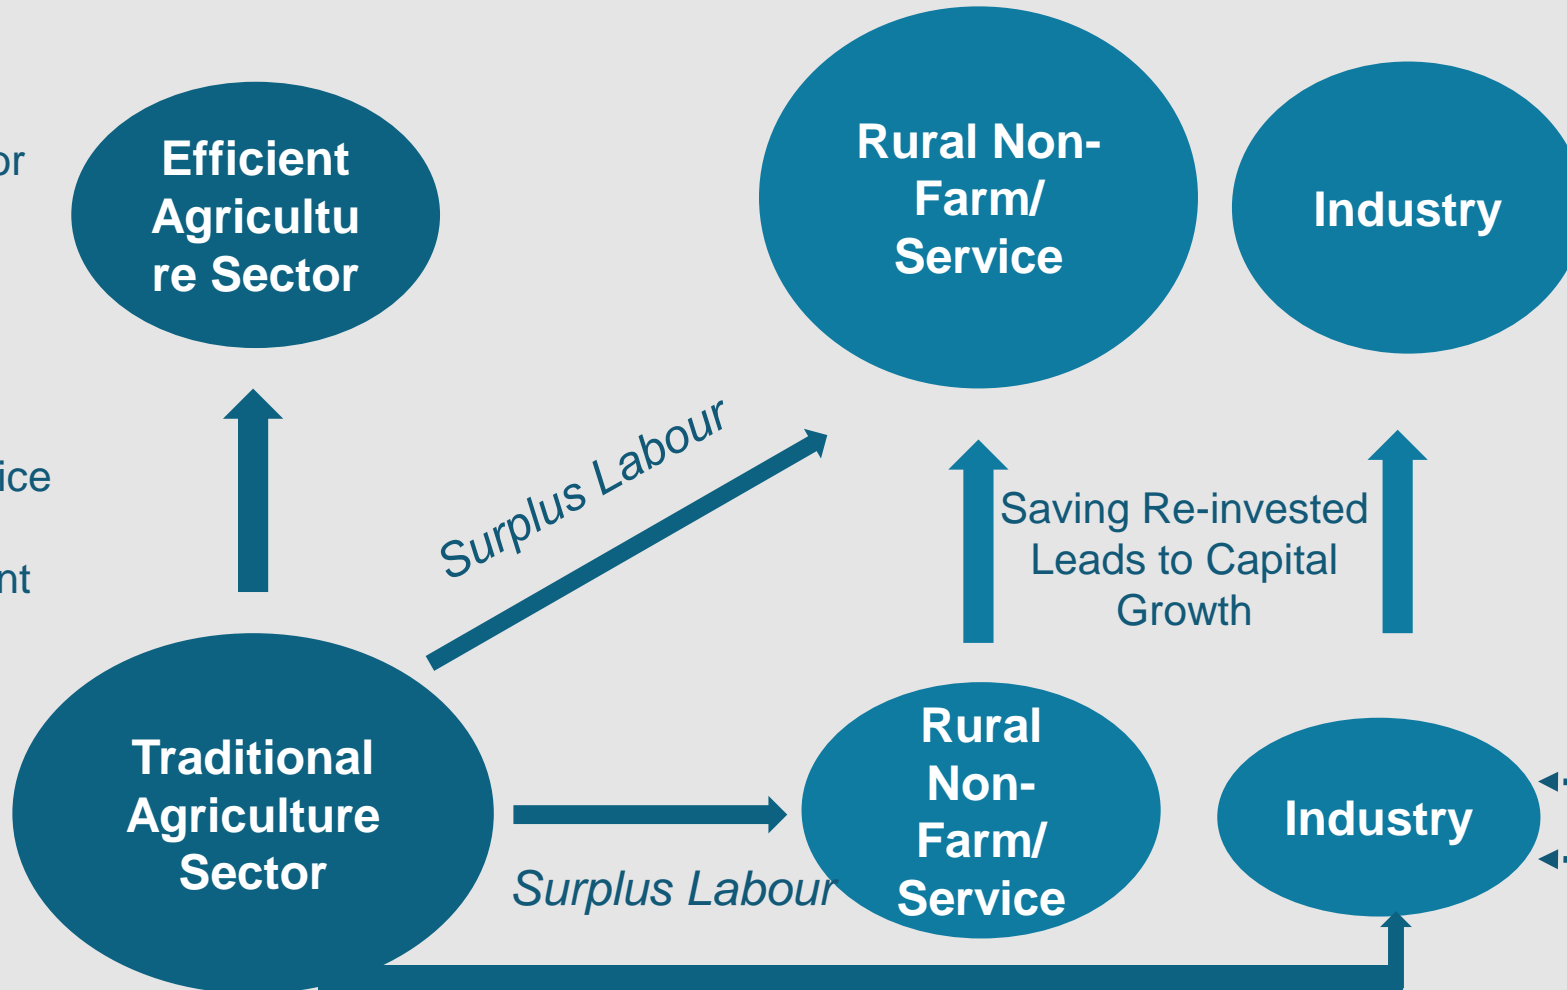 Efficient
Agricultu
re Sector
Rural Non-
Farm/
Service
Industry
Surplus Labour
Saving Re-invested
Leads to Capital
Growth
Traditional
Agriculture
Sector
Surplus Labour
Rural
Non-
Farm/
Service
Industry